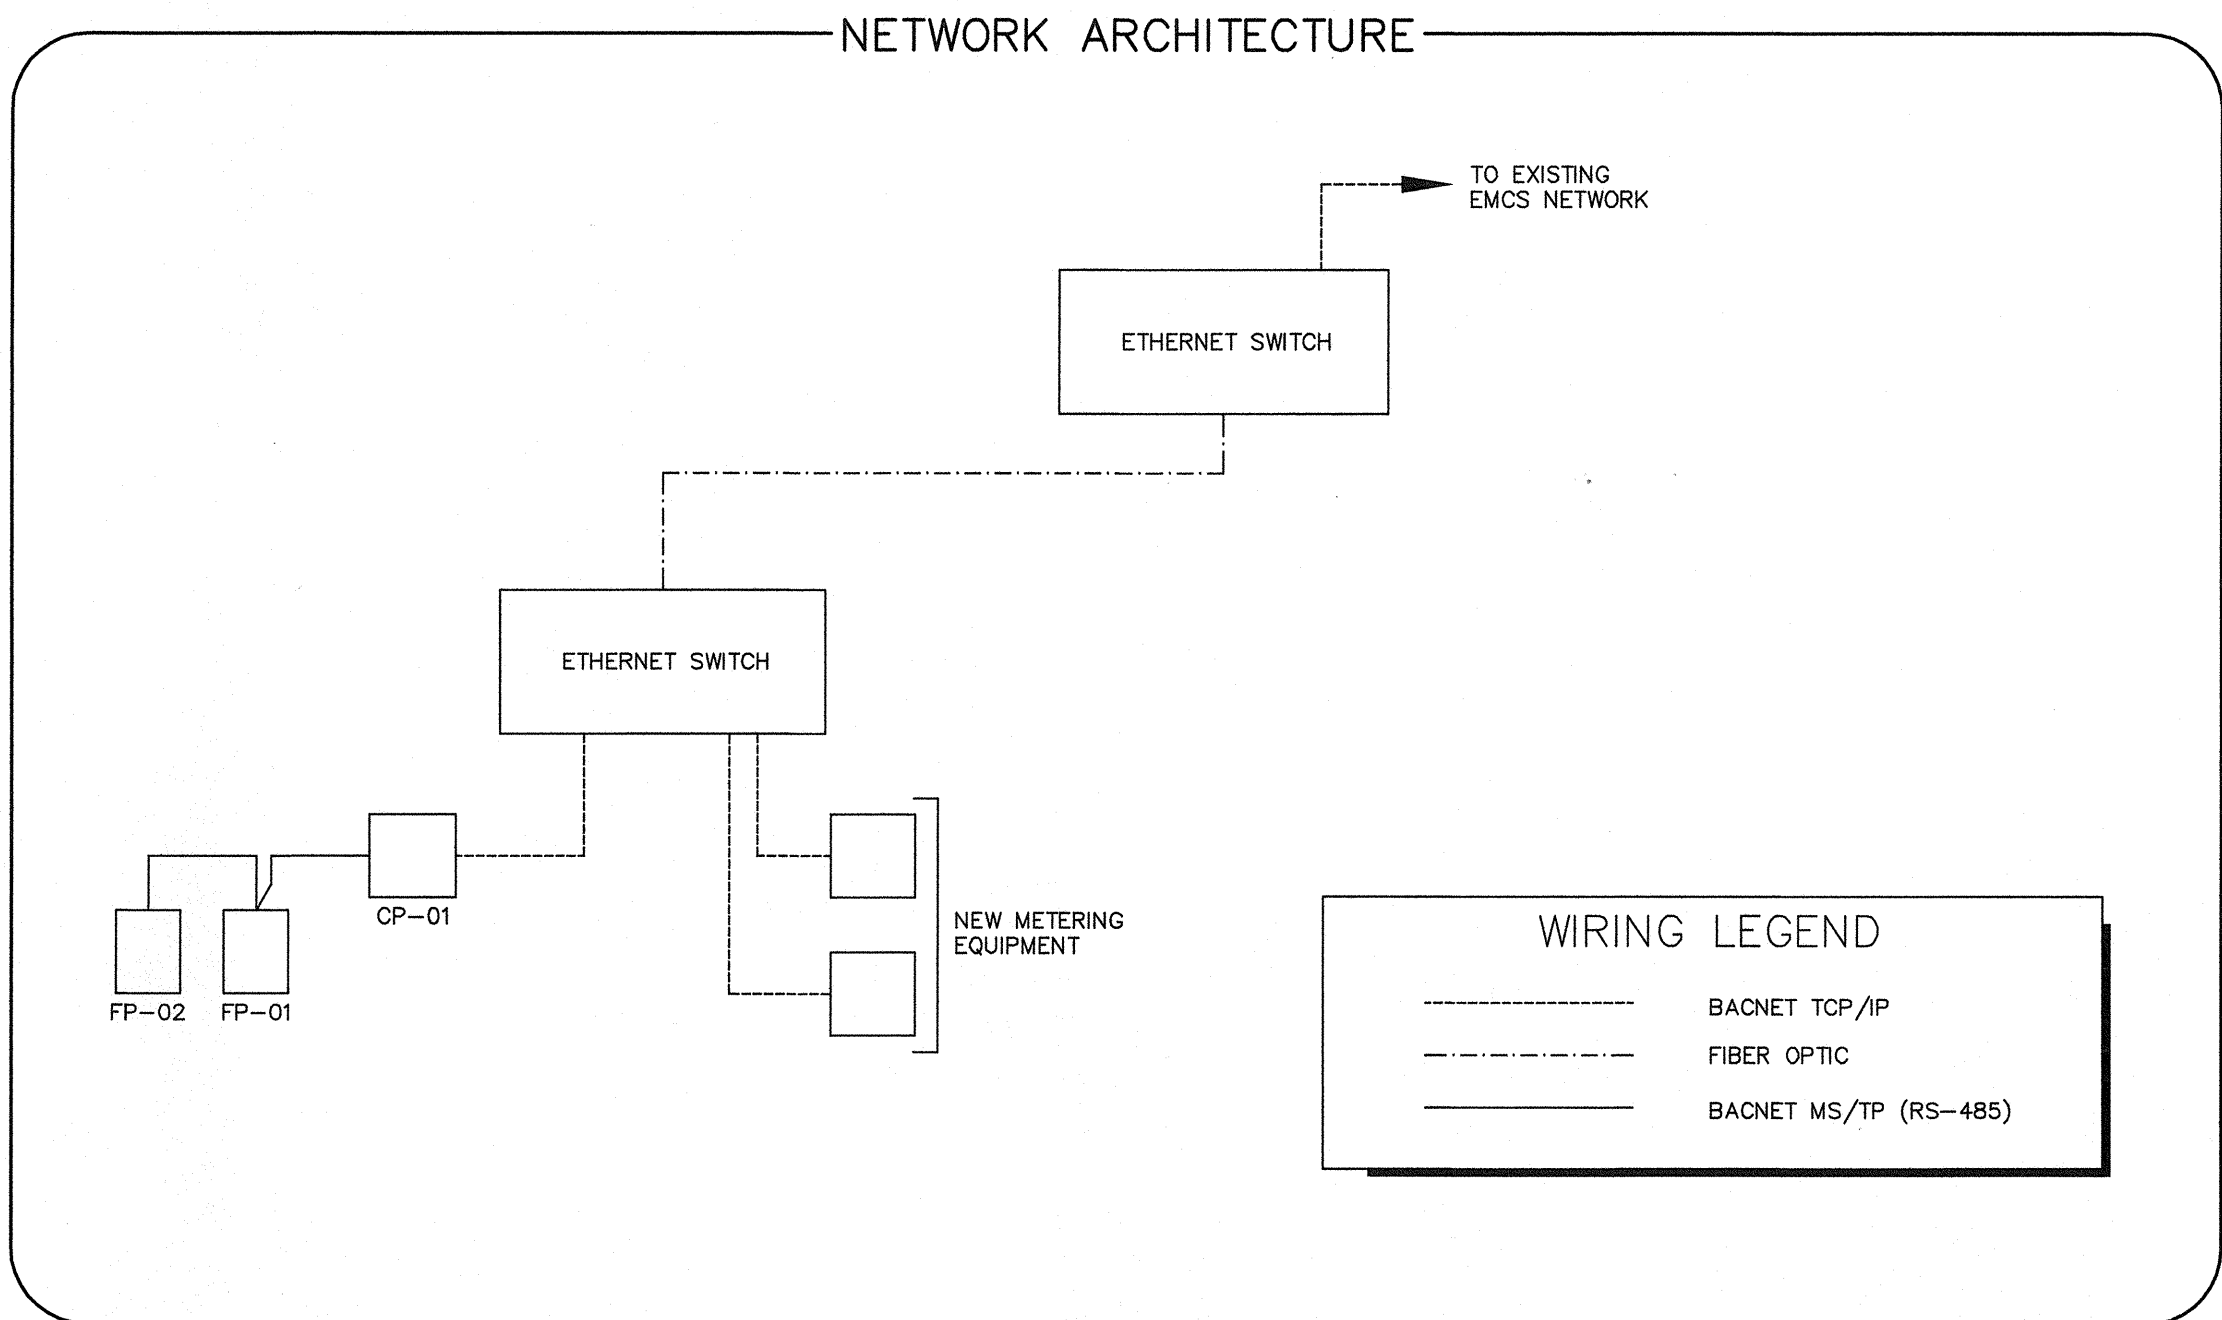 NETWORK ARCHITECTURE
TO EXISTING
EMCS NETWORK
ETHERNET SWITCH
ETHERNET SWITCH
CP-01
FP-02
FP-01
NEW METERING
EQUIPMENT
WIRING LEGEND
BACNET TCP/IP
FIBER OPTIC
BACNET MS/TP (RS-485)